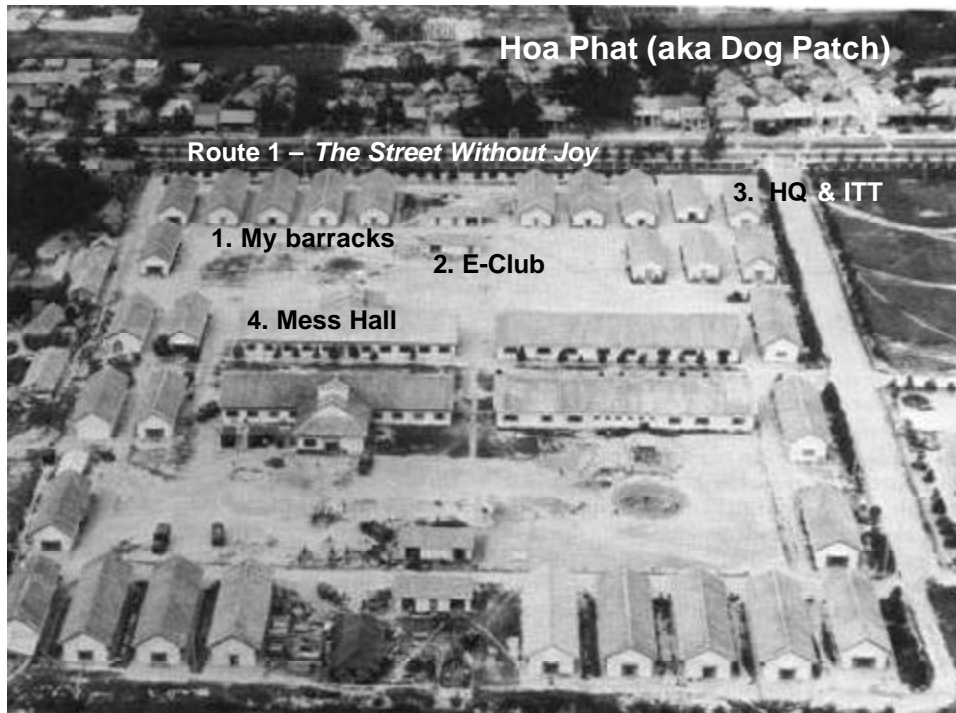 Hoa Phat (aka Dog Patch)
Route 1 – The Street Without Joy
3. HQ & ITT
1. My barracks
2. E-Club
4. Mess Hall